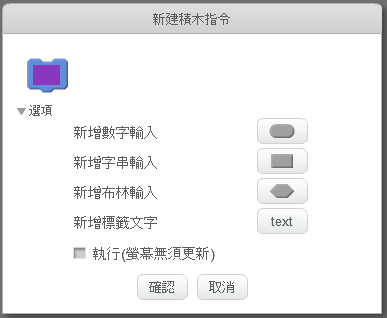 新建積木指令
選項
新增數字輸入
新增字串輸入
新增布林輸入
新增標籤文字 text
執行(螢幕無須更新)
確認 取消